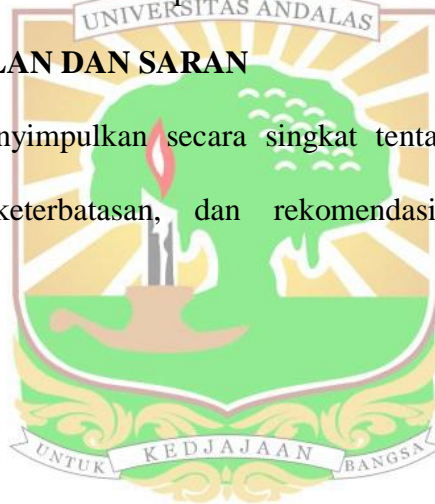 UNIVERSITAS ANDALAS
LAN DAN SARAN
nyimpulkan secara singkat tenta
keterbatasan, dan rekomendasi
UNTUK KEDJAJAAN BANGSA